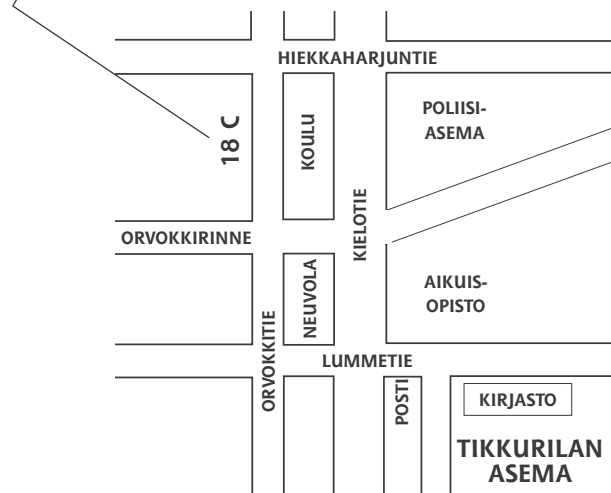 HIEKKAHARJUNTIE
POLIISI-
ASEMA
18 C
KOULU
KIELOTIE
ORVOKKIRINNE
NEUVOLA
AIKUIS-
OPISTO
ORVOKKITIE
LUMMETIE
POSTI
KIRJASTO
TIKKURILAN
ASEMA